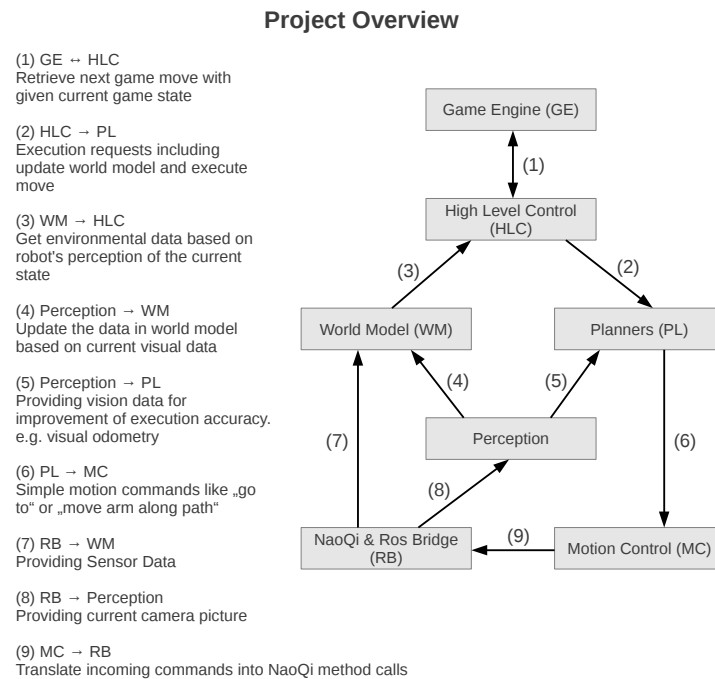 Project Overview
(1) GE ↔ HLC
Retrieve next game move with
given current game state
(2) HLC → PL
Execution requests including
update world model and execute
move
(3) WM → HLC
Get environmental data based on
robot's perception of the current
state
(4) Perception → WM
Update the data in world model
based on current visual data
(5) Perception → PL
Providing vision data for
improvement of execution accuracy.
e.g. visual odometry
(6) PL → MC
Simple motion commands like „go
to“ or „move arm along path“
(7) RB → WM
Providing Sensor Data
(8) RB → Perception
Providing current camera picture
(9) MC → RB
Translate incoming commands into NaoQi method calls
Game Engine (GE)
(1)
High Level Control
(HLC)
(3)
(2)
World Model (WM)
Planners (PL)
(4)
(5)
Perception
(7)
(6)
(8)
NaoQi & Ros Bridge
(RB)
(9)
Motion Control (MC)